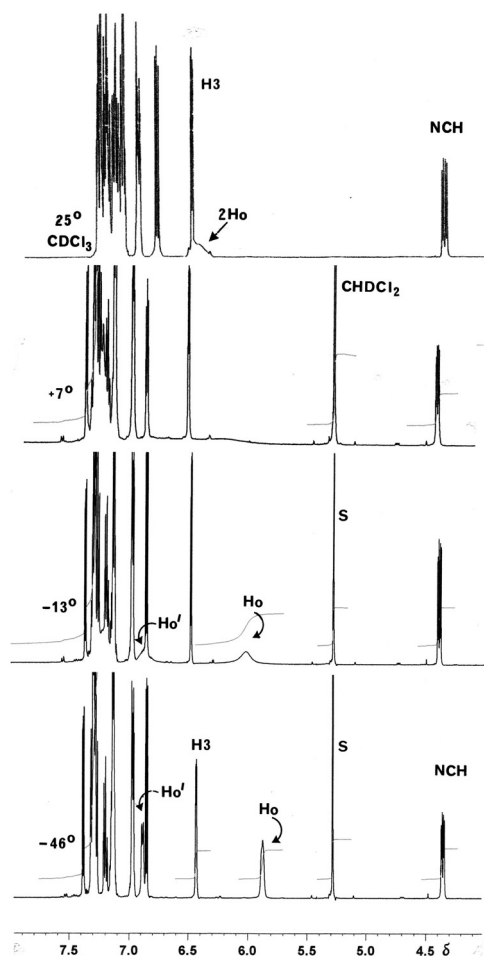 H3
NCH
2Ho
25°
CDCl₃
CHDCl₂
+7°
S
Ho
Ho'
−13°
S
H3
NCH
Ho'
Ho
−46°
7.5 7.0 6.5 6.0 5.5 5.0 4.5 δ